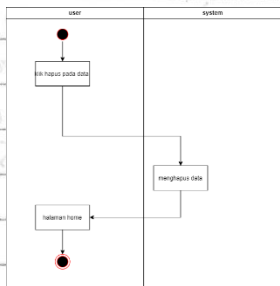 user
system
klik hapus pada data
menghapus data
halaman home